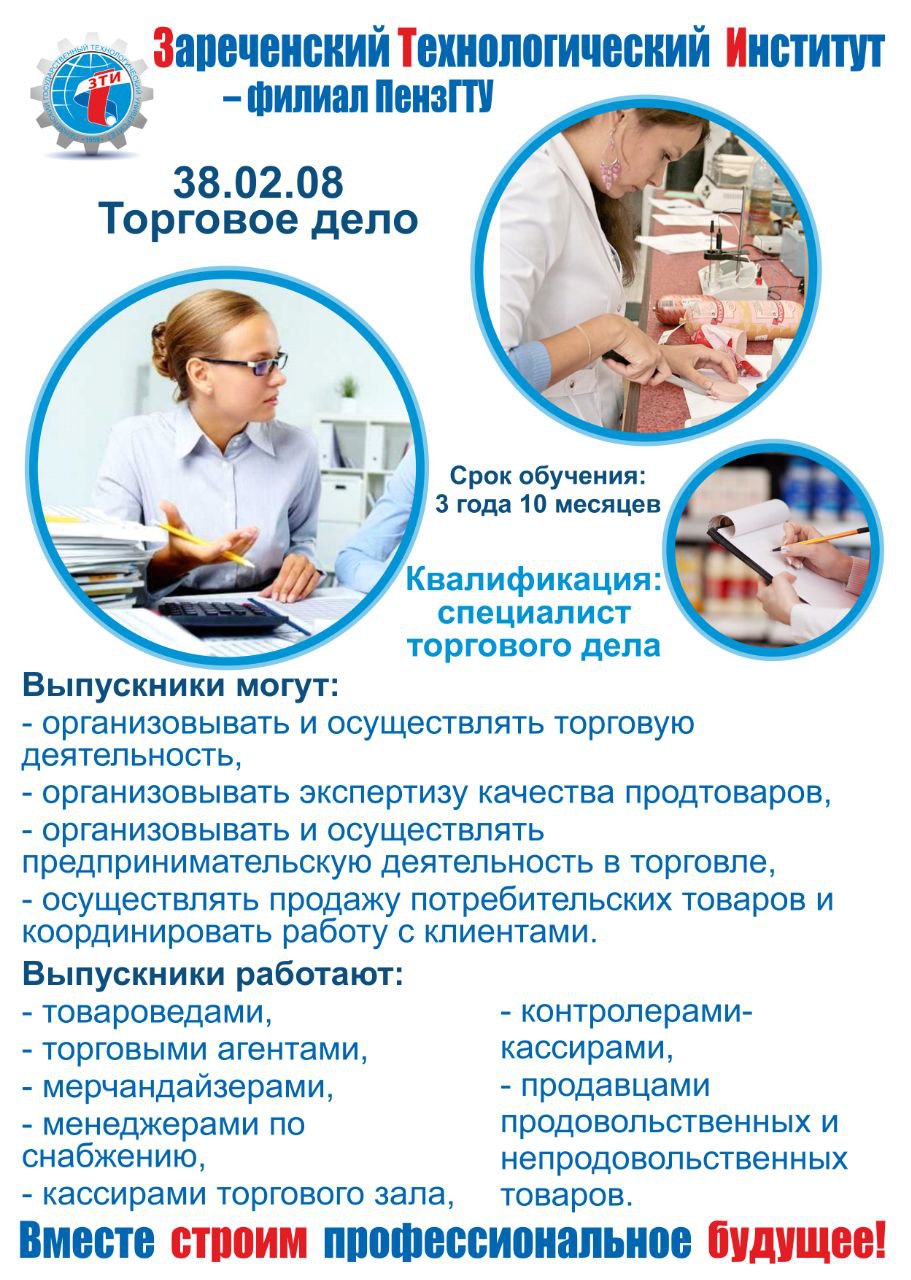 Зареченский Технологический Институт
– филиал ПензГТУ
ЗТИ
38.02.08
Торговое дело
Срок обучения:
3 года 10 месяцев
Квалификация:
специалист
торгового дела
Выпускники могут:
- организовывать и осуществлять торговую
деятельность,
- организовывать экспертизу качества продтоваров,
- организовывать и осуществлять
предпринимательскую деятельность в торговле,
- осуществлять продажу потребительских товаров и
координировать работу с клиентами.
Выпускники работают:
- товароведами,
- торговыми агентами,
- мерчандайзерами,
- менеджерами по
снабжению,
- кассирами торгового зала,
- контролерами-
кассирами,
- продавцами
продовольственных и
непродовольственных
товаров.
Вместе строим профессиональное будущее!